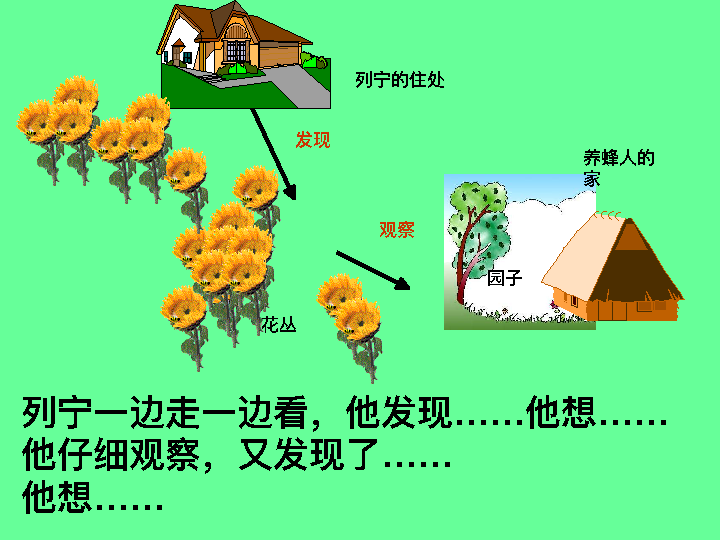 列宁的住处
发现
养蜂人的
家
观察
园子
花丛
列宁一边走一边看，他发现……他想……
他仔细观察，又发现了……
他想……